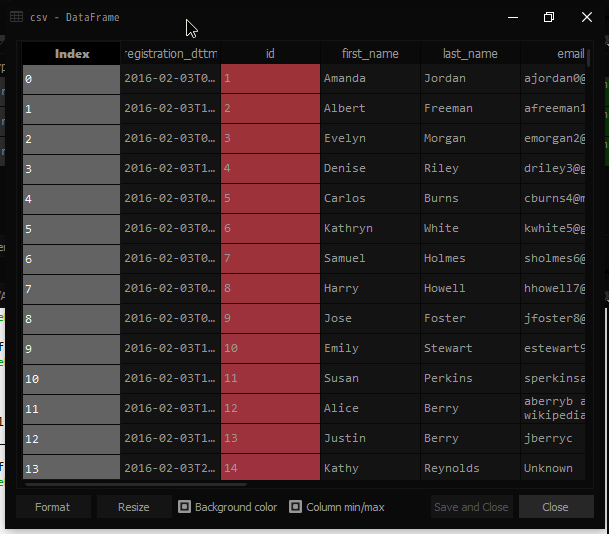 csv - DataFrame
Index registration_dttm id first_name last_name email
0 2016-02-03T0... 1 Amanda Jordan ajordan0@
1 2016-02-03T1... 2 Albert Freeman afreeman1
2 2016-02-03T0... 3 Evelyn Morgan emorgan2@
3 2016-02-03T1... 4 Denise Riley driley3@g
4 2016-02-03T0... 5 Carlos Burns cburns4@m
5 2016-02-03T0... 6 Kathryn White kwhite5@g
6 2016-02-03T0... 7 Samuel Holmes sholmes6@
7 2016-02-03T0... 8 Harry Howell hhowell7@
8 2016-02-03T0... 9 Jose Foster jfoster8@
9 2016-02-03T1... 10 Emily Stewart estewart9
10 2016-02-03T1... 11 Susan Perkins sperkinsa
11 2016-02-03T1... 12 Alice Berry aberryb a
wikipedia
12 2016-02-03T1... 13 Justin Berry jberryc
13 2016-02-03T2... 14 Kathy Reynolds Unknown
Format Resize Background color Column min/max Save and Close Close